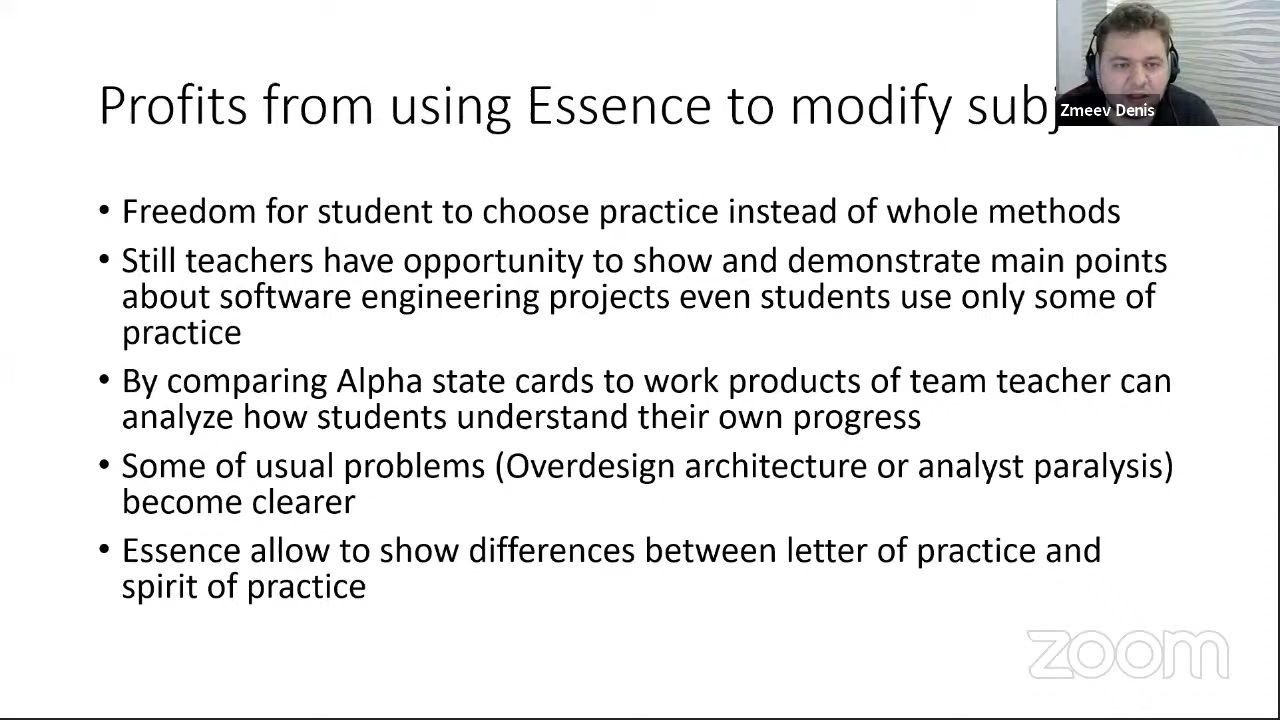 Profits from using Essence to modify
Zmeev Denis
• Freedom for student to choose practice instead of whole methods
• Still teachers have opportunity to show and demonstrate main points
about software engineering projects even students use only some of
practice
• By comparing Alpha state cards to work products of team teacher can
analyze how students understand their own progress
• Some of usual problems (Overdesign architecture or analyst paralysis)
become clearer
• Essence allow to show differences between letter of practice and
spirit of practice
zoom